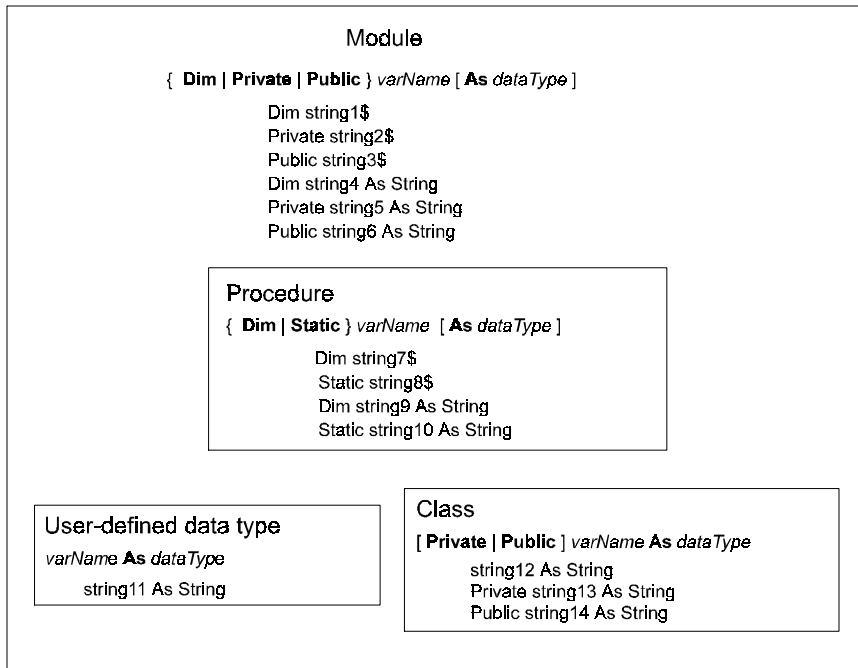 Module
{ Dim | Private | Public } varName [ As dataType ]
Dim string1$
Private string2$
Public string3$
Dim string4 As String
Private string5 As String
Public string6 As String
Procedure
{ Dim | Static } varName [ As dataType ]
Dim string7$
Static string8$
Dim string9 As String
Static string10 As String
User-defined data type
varName As dataType
string11 As String
Class
[ Private | Public ] varName As dataType
string12 As String
Private string13 As String
Public string14 As String